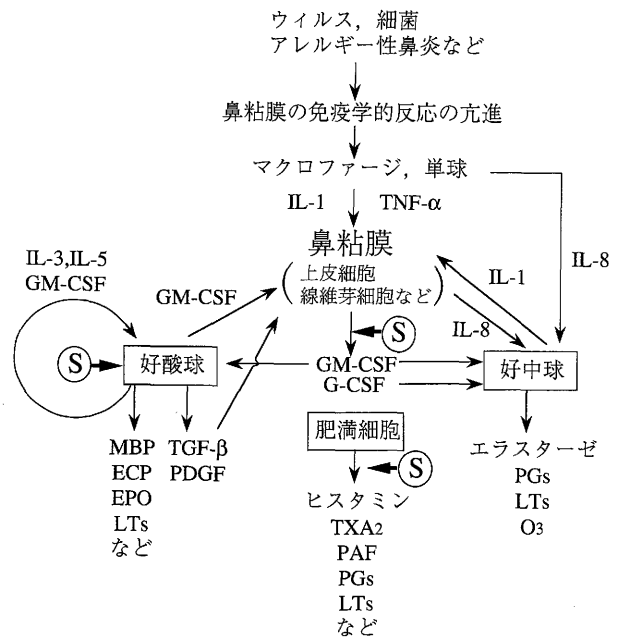 ウィルス，細菌
アレルギー性鼻炎など
鼻粘膜の免疫学的反応の亢進
マクロファージ，単球
IL-1
TNF-α
鼻粘膜
上皮細胞
線維芽細胞など
IL-3,IL-5
GM-CSF
GM-CSF
IL-1
IL-8
IL-8
S
S
好酸球
GM-CSF
G-CSF
好中球
MBP
ECP
EPO
LTs
など
TGF-β
PDGF
肥満細胞
S
ヒスタミン
TXA2
PAF
PGs
LTs
など
エラスターゼ
PGs
LTs
O3